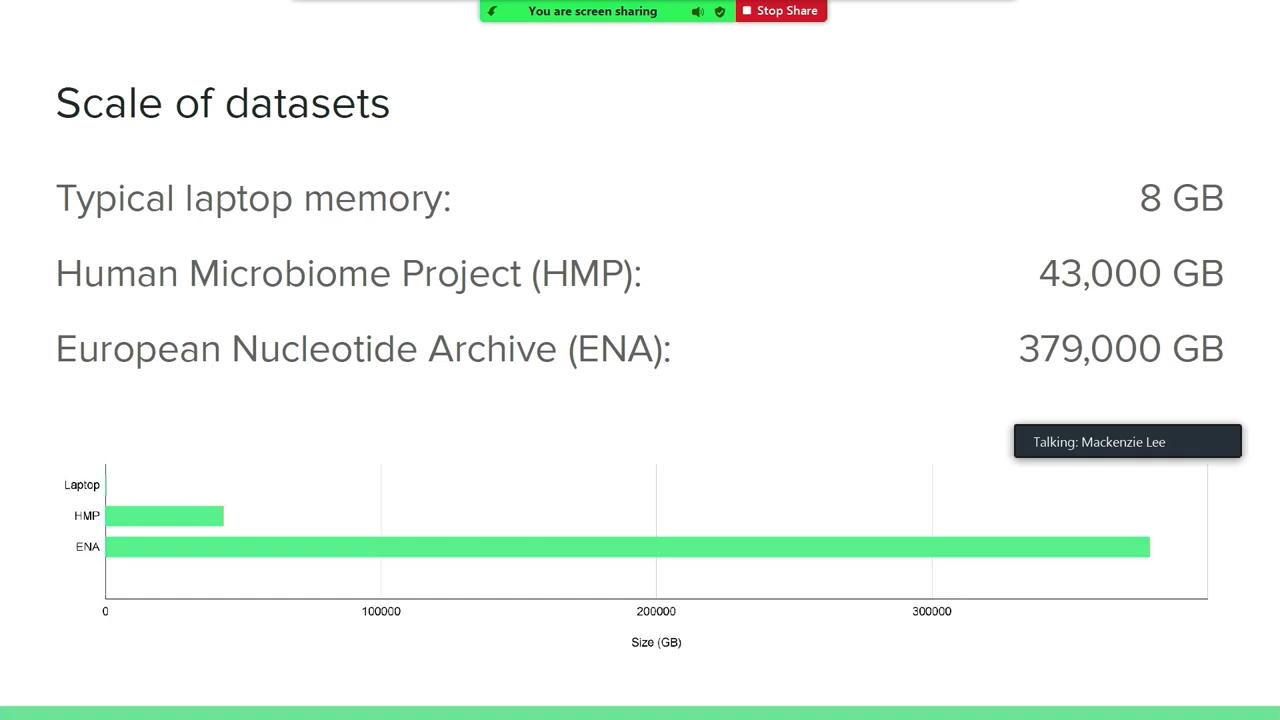 You are screen sharing
Stop Share
Scale of datasets
Typical laptop memory: 8 GB
Human Microbiome Project (HMP): 43,000 GB
European Nucleotide Archive (ENA): 379,000 GB
Talking: Mackenzie Lee
Laptop
HMP
ENA
0 100000 200000 300000
Size (GB)